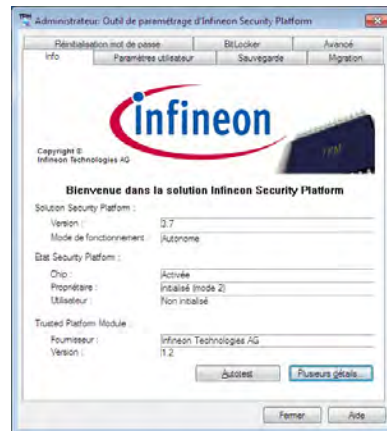 Administrateur: Outil de paramétrage d'Infineon Security Platform
Réinitialisation mot de passe BitLocker Avancé
Info Paramètres utilisateur Sauvegarde Migration
infineon
TPM
Copyright ©
Infineon Technologies AG
Bienvenue dans la solution Infineon Security Platform
Solution Security Platform :
Version : 3.7
Mode de fonctionnement : Autonome
Etat Security Platform :
Chip : Activée
Propriétaire : Initialisé (mode 2)
Utilisateur : Non initialisé
Trusted Platform Module :
Fournisseur : Infineon Technologies AG
Version : 1.2
Autotest Plusieurs détails...
Fermer Aide